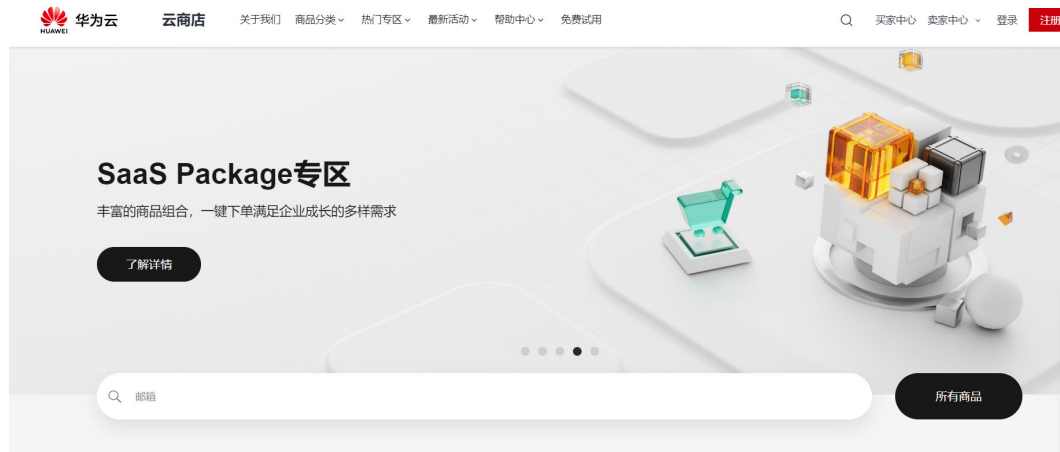 HUAWEI 华为云 云商店 关于我们 商品分类 热门专区 最新活动 帮助中心 免费试用 买家中心 卖家中心 登录 注册
SaaS Package专区
丰富的商品组合，一键下单满足企业成长的多样需求
了解详情
邮箱 所有商品